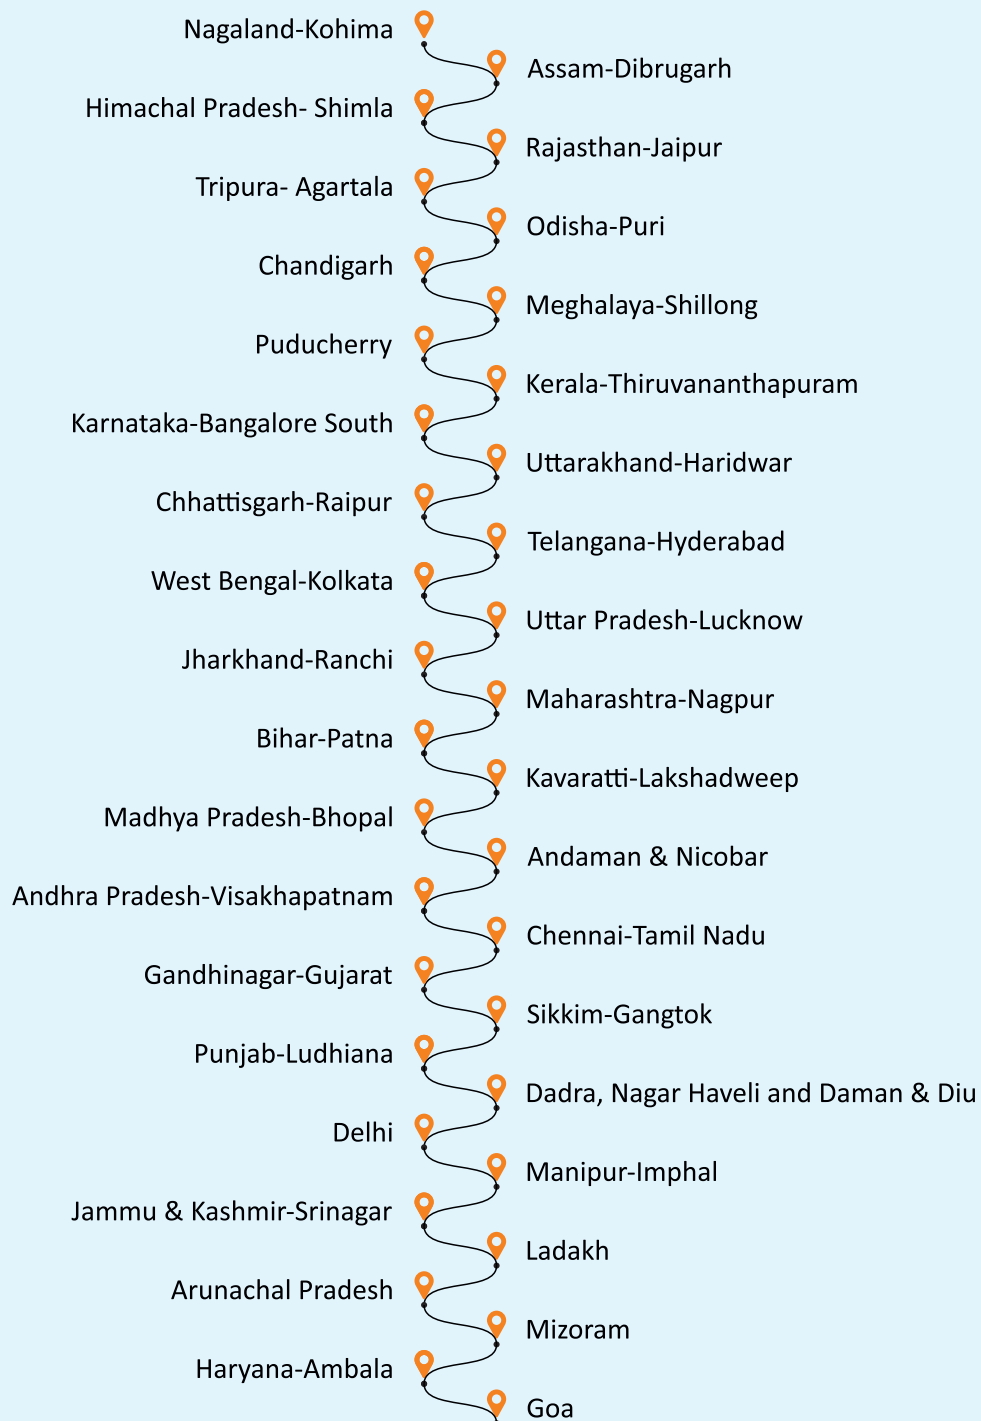 Nagaland-Kohima
Assam-Dibrugarh
Himachal Pradesh- Shimla
Rajasthan-Jaipur
Tripura- Agartala
Odisha-Puri
Chandigarh
Meghalaya-Shillong
Puducherry
Kerala-Thiruvananthapuram
Karnataka-Bangalore South
Uttarakhand-Haridwar
Chhattisgarh-Raipur
Telangana-Hyderabad
West Bengal-Kolkata
Uttar Pradesh-Lucknow
Jharkhand-Ranchi
Maharashtra-Nagpur
Bihar-Patna
Kavaratti-Lakshadweep
Madhya Pradesh-Bhopal
Andaman & Nicobar
Andhra Pradesh-Visakhapatnam
Chennai-Tamil Nadu
Gandhinagar-Gujarat
Sikkim-Gangtok
Punjab-Ludhiana
Dadra, Nagar Haveli and Daman & Diu
Delhi
Manipur-Imphal
Jammu & Kashmir-Srinagar
Ladakh
Arunachal Pradesh
Mizoram
Haryana-Ambala
Goa